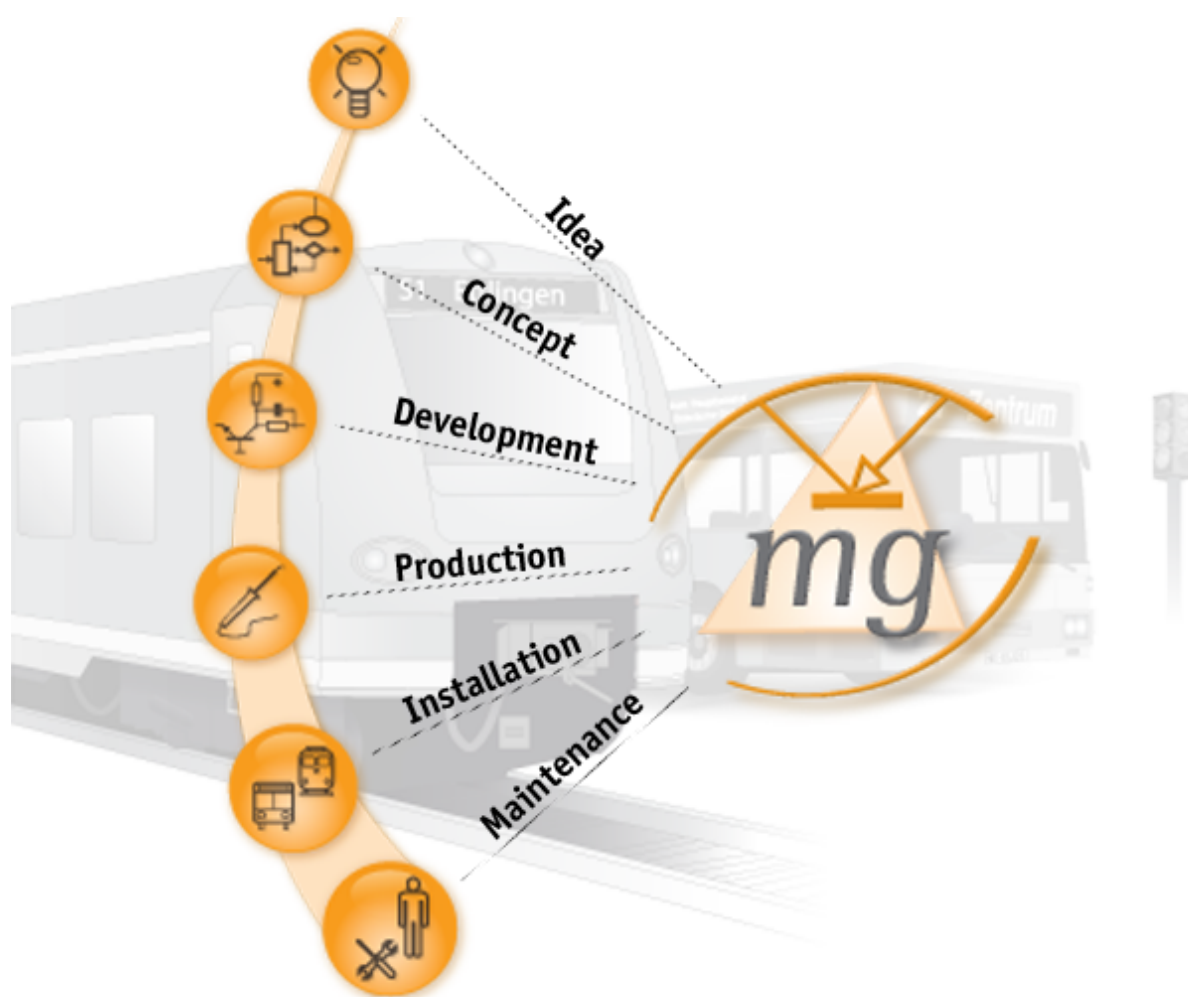 Idea
S1
Concept
Development
Zentrum
mg
Production
Installation
Maintenance